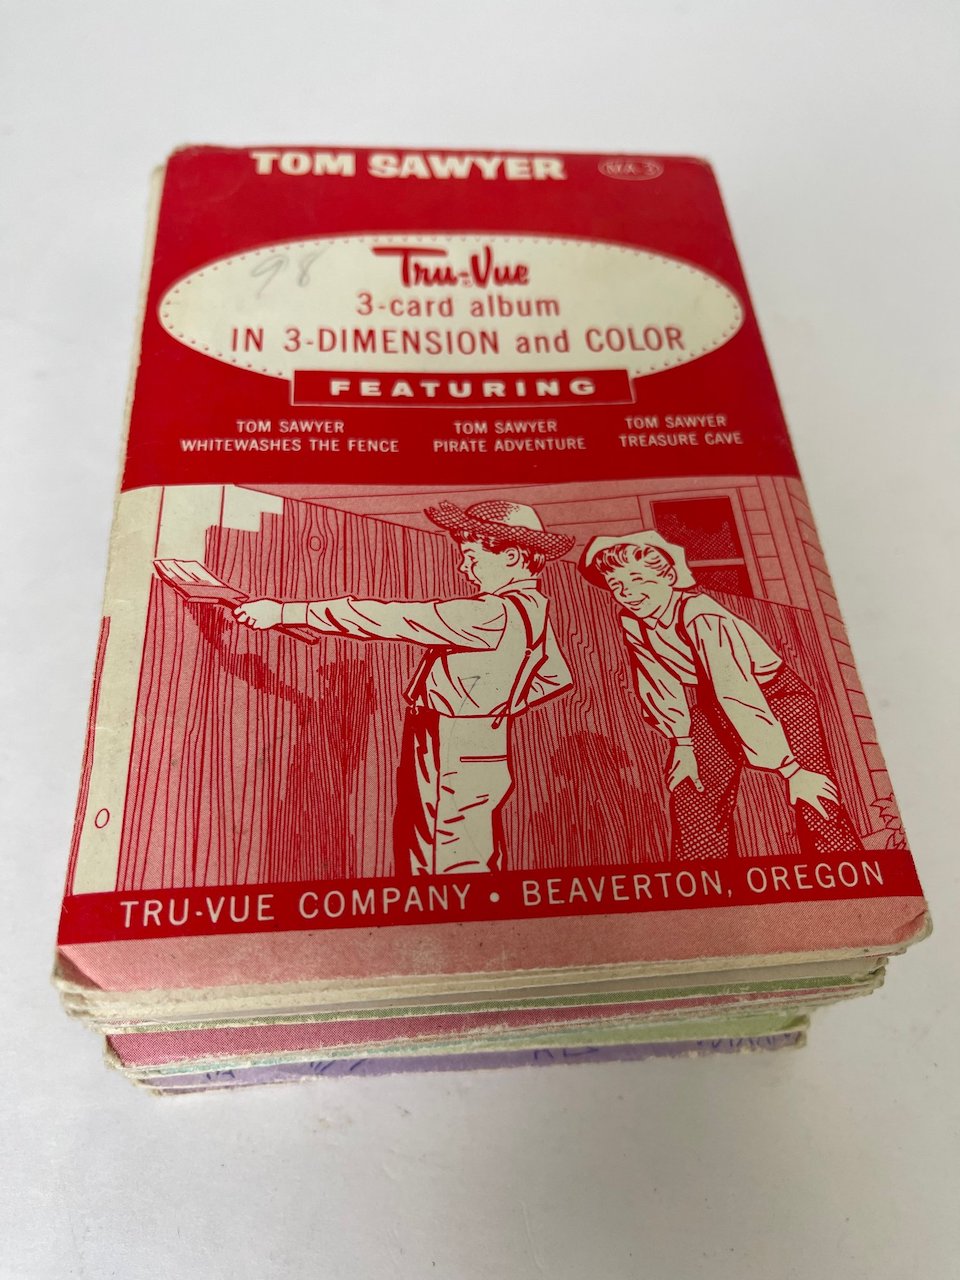 TOM SAWYER MA-3
98
Tru-Vue
3-card album
IN 3-DIMENSION and COLOR
FEATURING
TOM SAWYER
WHITEWASHES THE FENCE
TOM SAWYER
PIRATE ADVENTURE
TOM SAWYER
TREASURE CAVE
TRU-VUE COMPANY • BEAVERTON, OREGON